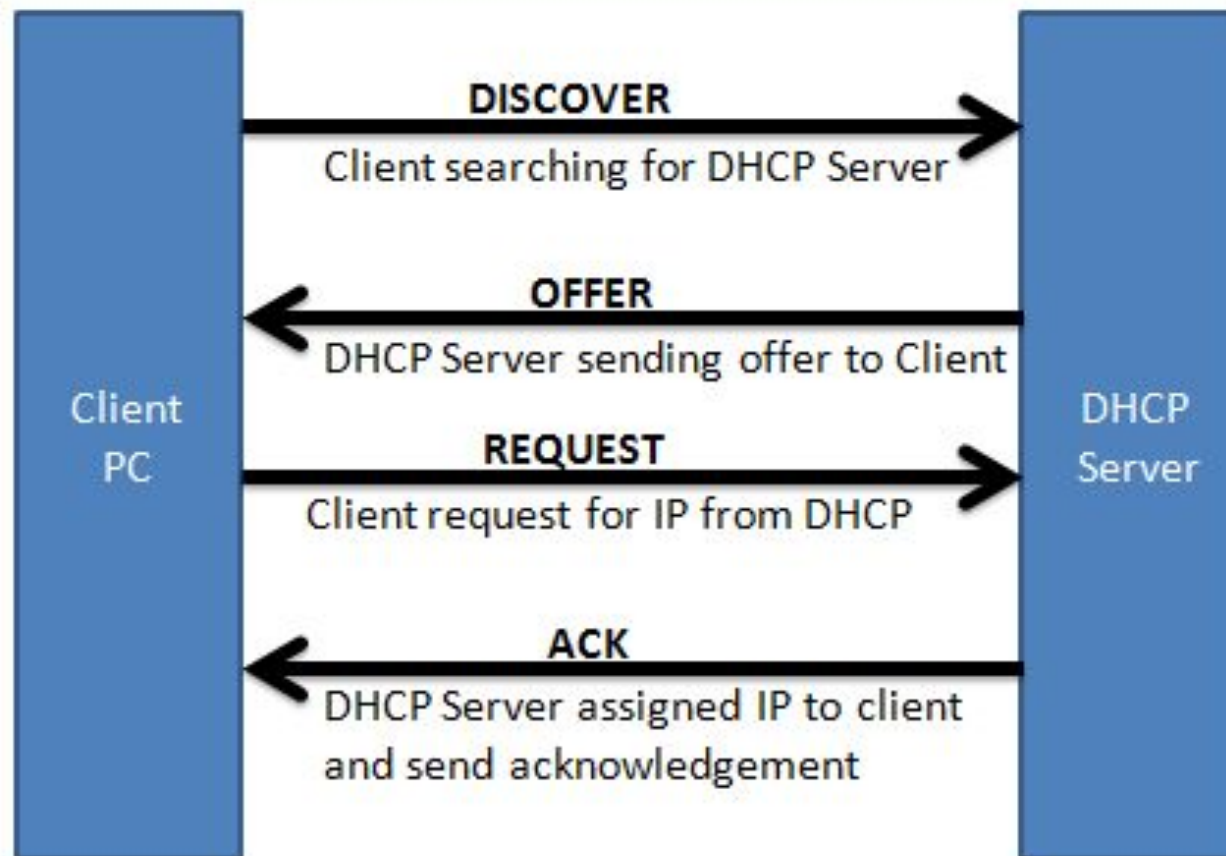 DISCOVER
Client searching for DHCP Server
OFFER
DHCP Server sending offer to Client
Client
PC
DHCP
Server
REQUEST
Client request for IP from DHCP
ACK
DHCP Server assigned IP to client
and send acknowledgement